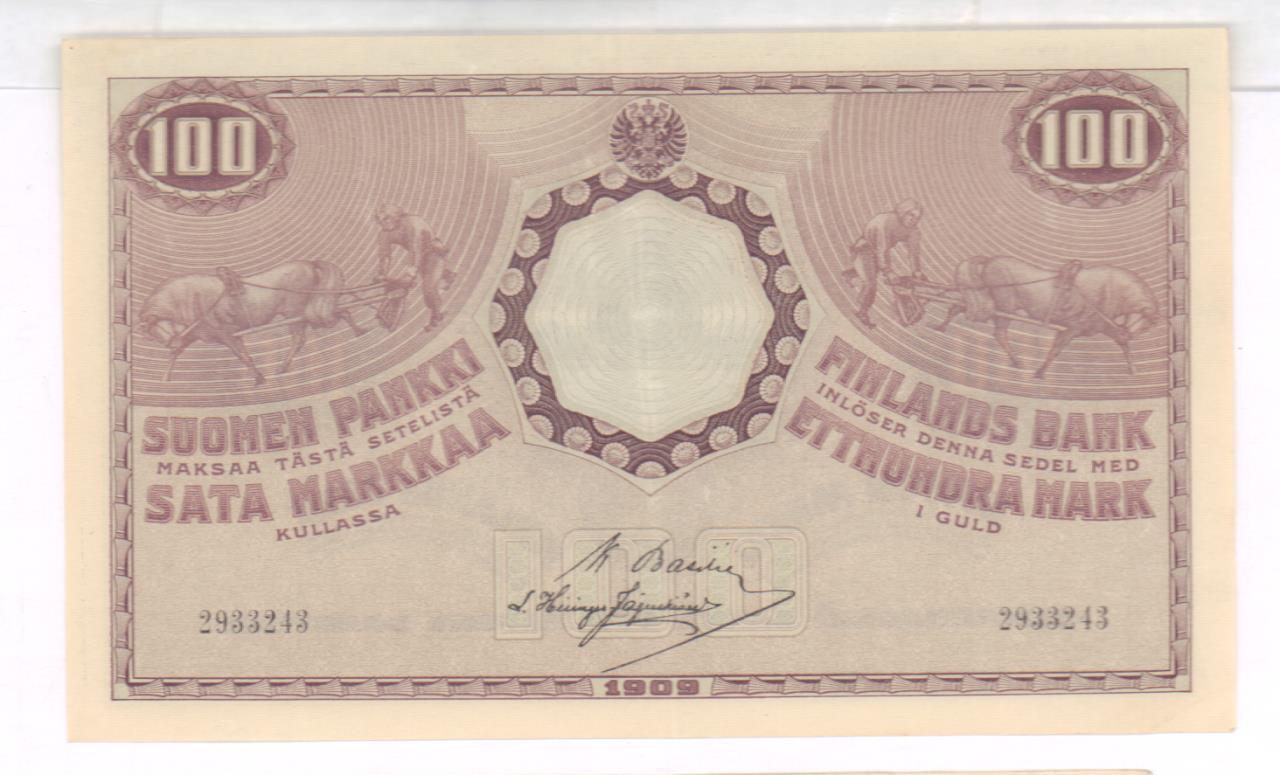 100 100
SUOMEN PANKKI
MAKSAA TÄSTÄ SETELISTÄ
SATA MARKKAA
KULLASSA
FINLANDS BANK
INLÖSER DENNA SEDEL MED
ETTHUNDRA MARK
I GULD
100
2933243 2933243
1909